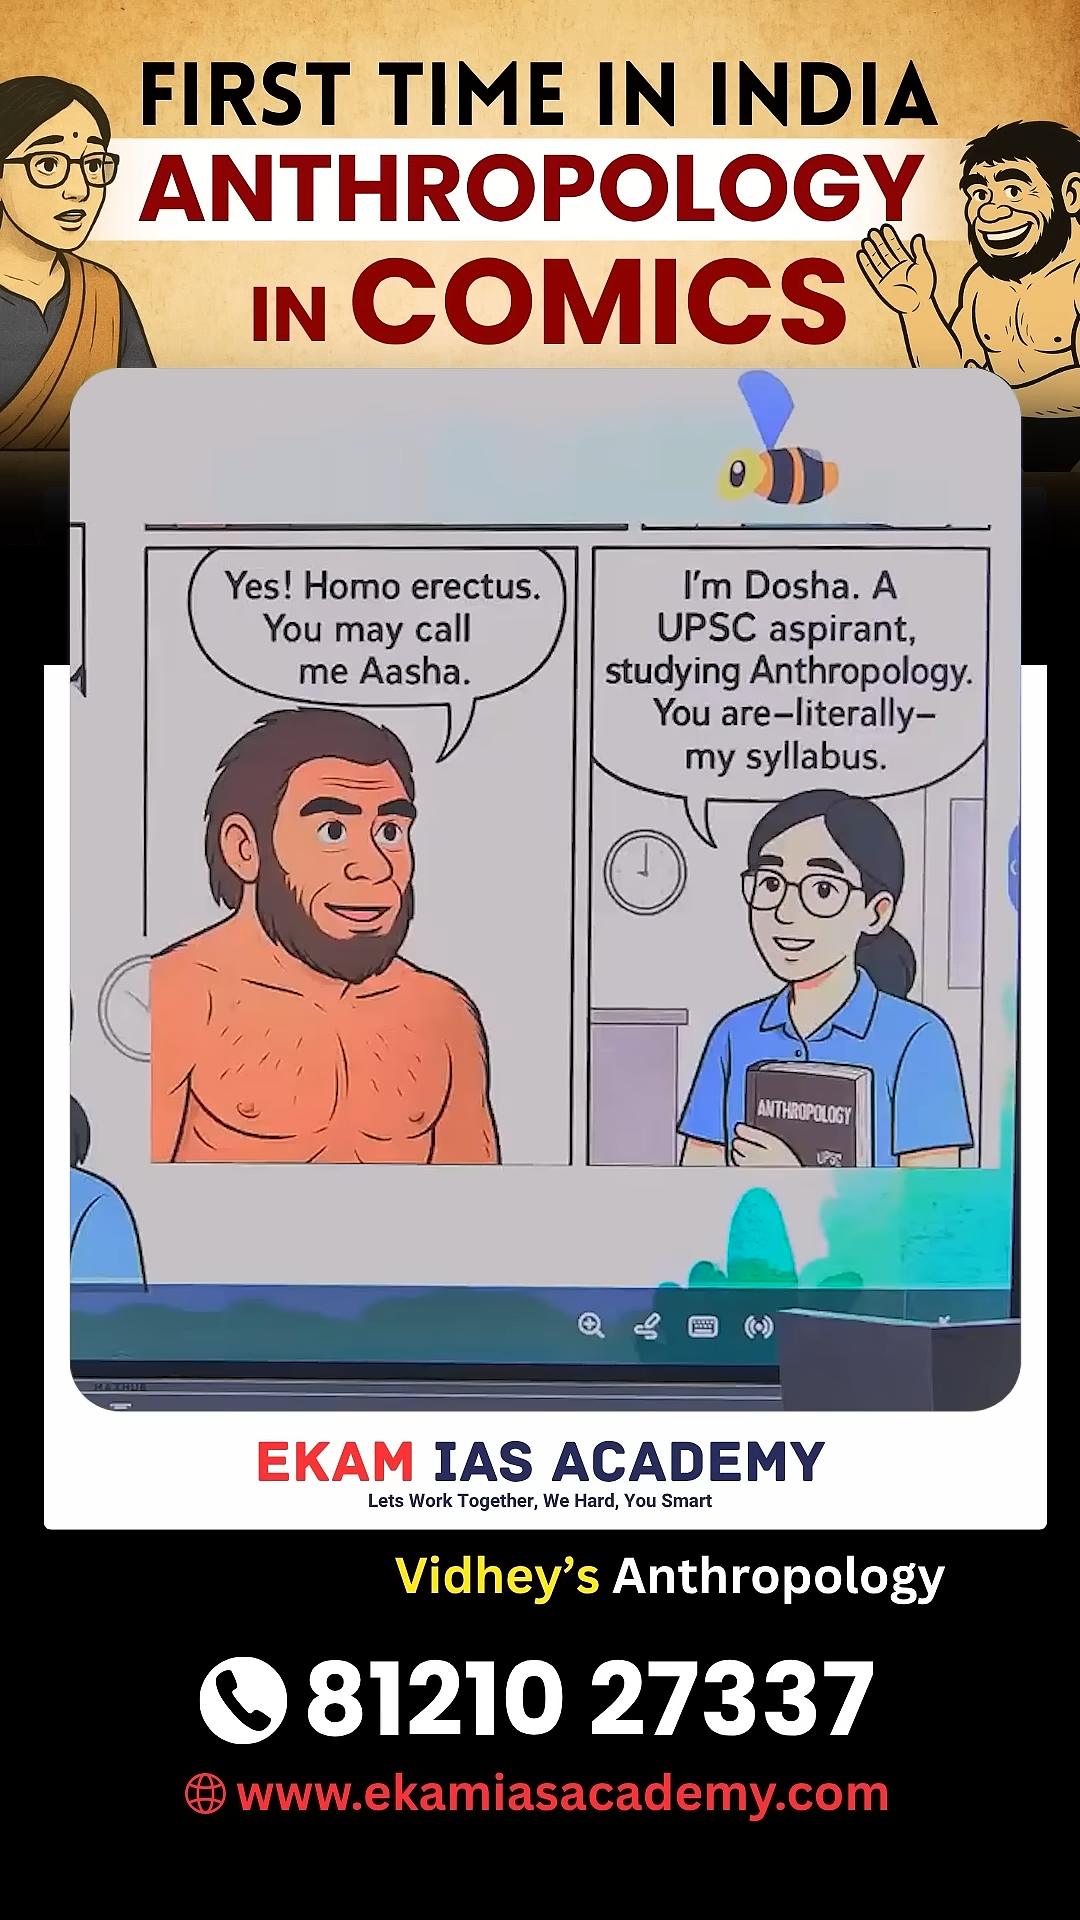 FIRST TIME IN INDIA
ANTHROPOLOGY
IN COMICS
Yes! Homo erectus.
You may call
me Aasha.
I'm Dosha. A
UPSC aspirant,
studying Anthropology.
You are–literally–
my syllabus.
ANTHROPOLOGY
UPSC
MAXHUB
EKAM IAS ACADEMY
Lets Work Together, We Hard, You Smart
Vidhey's Anthropology
81210 27337
www.ekamiasacademy.com